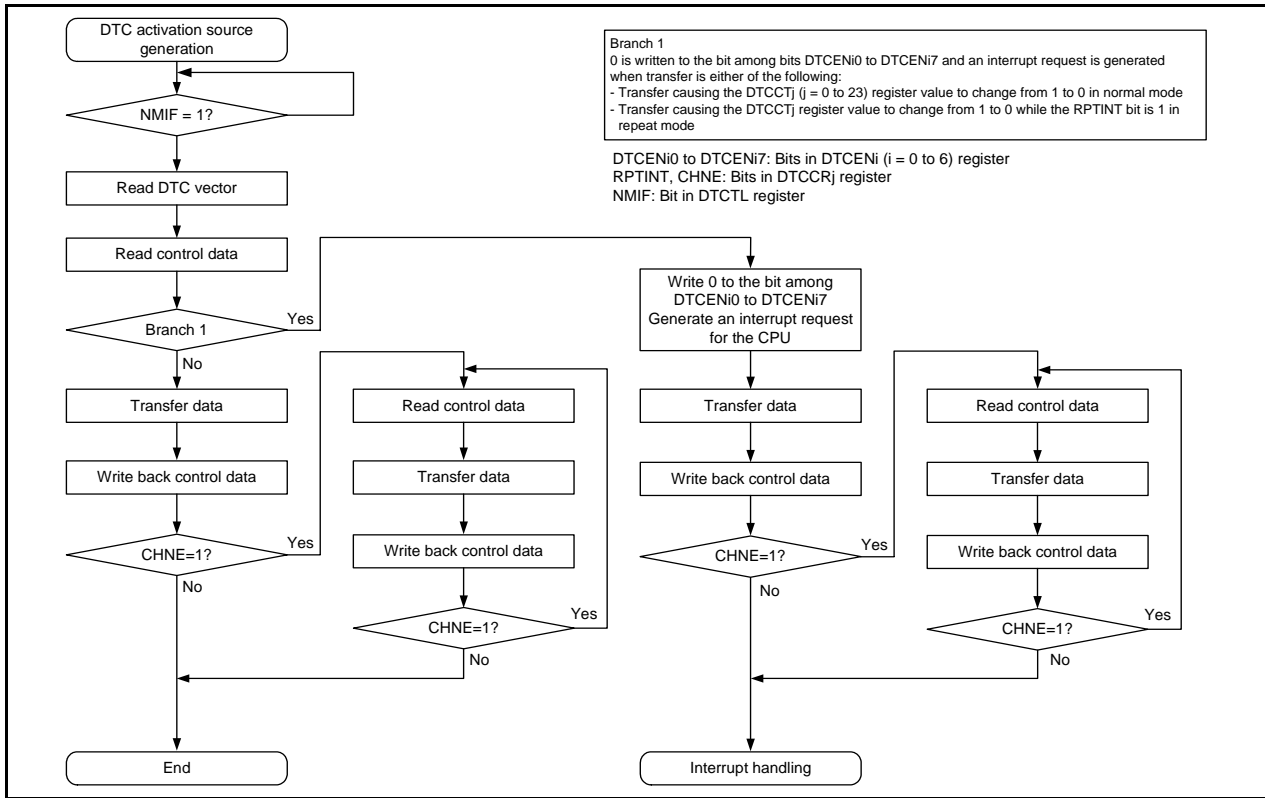 DTC activation source
generation
NMIF = 1?
Read DTC vector
Read control data
Branch 1
Yes
No
Transfer data
Write back control data
CHNE=1?
Yes
No
End
Read control data
Transfer data
Write back control data
CHNE=1?
Yes
No
Branch 1
0 is written to the bit among bits DTCENi0 to DTCENi7 and an interrupt request is generated
when transfer is either of the following:
- Transfer causing the DTCCTj (j = 0 to 23) register value to change from 1 to 0 in normal mode
- Transfer causing the DTCCTj register value to change from 1 to 0 while the RPTINT bit is 1 in
repeat mode
DTCENi0 to DTCENi7: Bits in DTCENi (i = 0 to 6) register
RPTINT, CHNE: Bits in DTCCRj register
NMIF: Bit in DTCTL register
Write 0 to the bit among
DTCENi0 to DTCENi7
Generate an interrupt request
for the CPU
Transfer data
Write back control data
CHNE=1?
Yes
No
Interrupt handling
Read control data
Transfer data
Write back control data
CHNE=1?
Yes
No